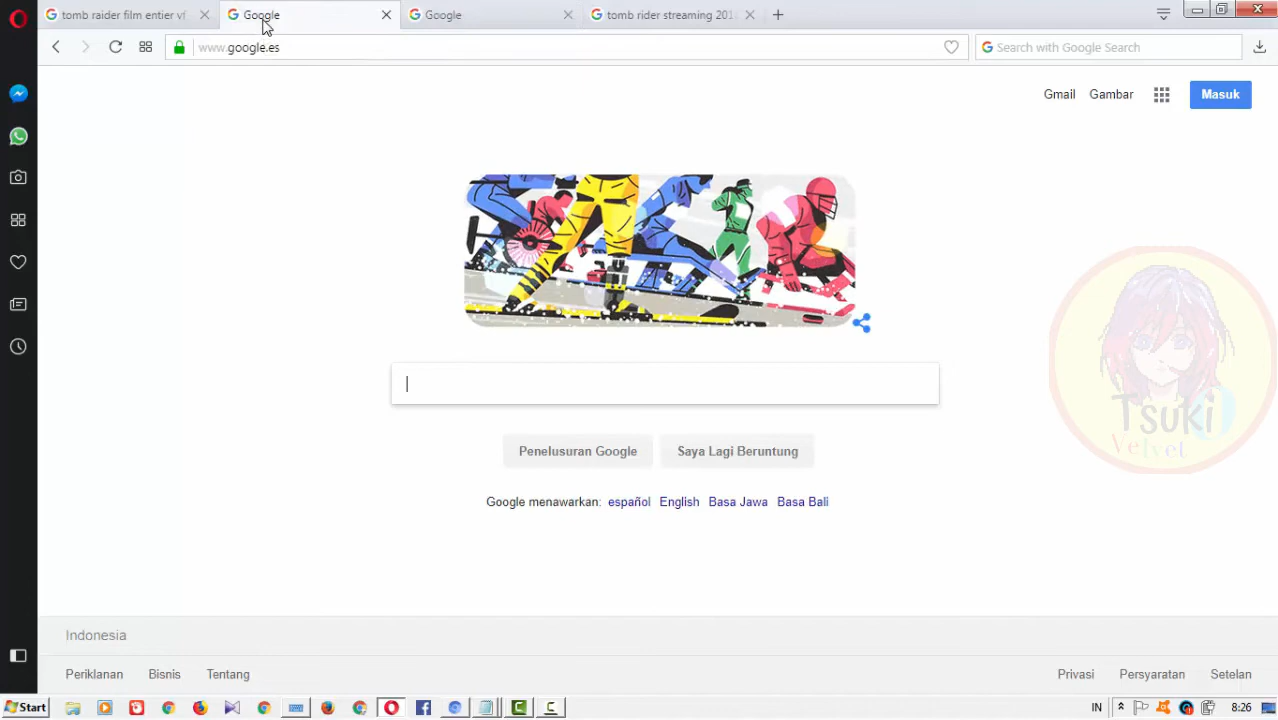 tomb raider film entier vf
Google
Google
tomb rider streaming 201
www.google.es
Search with Google Search
Gmail
Gambar
Masuk
Tsuki
Velvet
Penelusuran Google
Saya Lagi Beruntung
Google menawarkan: español English Basa Jawa Basa Bali
Indonesia
Periklanan
Bisnis
Tentang
Privasi
Persyaratan
Setelan
Start
IN
8:26